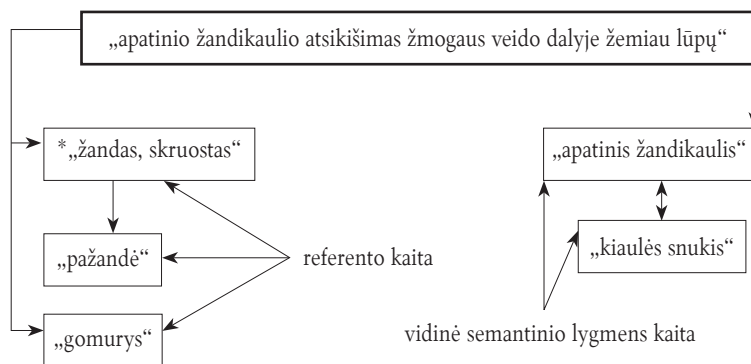 „apatinio žandikaulio atsikišimas žmogaus veido dalyje žemiau lūpų“
*„žandas, skruostas“
„apatinis žandikaulis“
„pažandė“
referento kaita
„kiaulės snukis“
„gomurys“
vidinė semantinio lygmens kaita